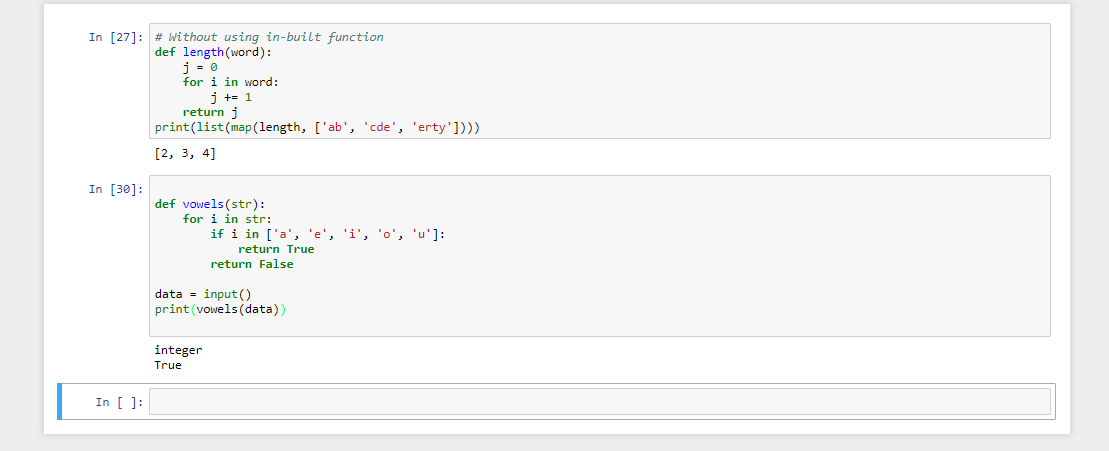 In [27]: # Without using in-built function
def length(word):
    j = 0
    for i in word:
        j += 1
    return j
print(list(map(length, ['ab', 'cde', 'erty'])))
[2, 3, 4]
In [30]:
def vowels(str):
    for i in str:
        if i in ['a', 'e', 'i', 'o', 'u']:
            return True
        return False
data = input()
print(vowels(data))
integer
True
In [ ]: